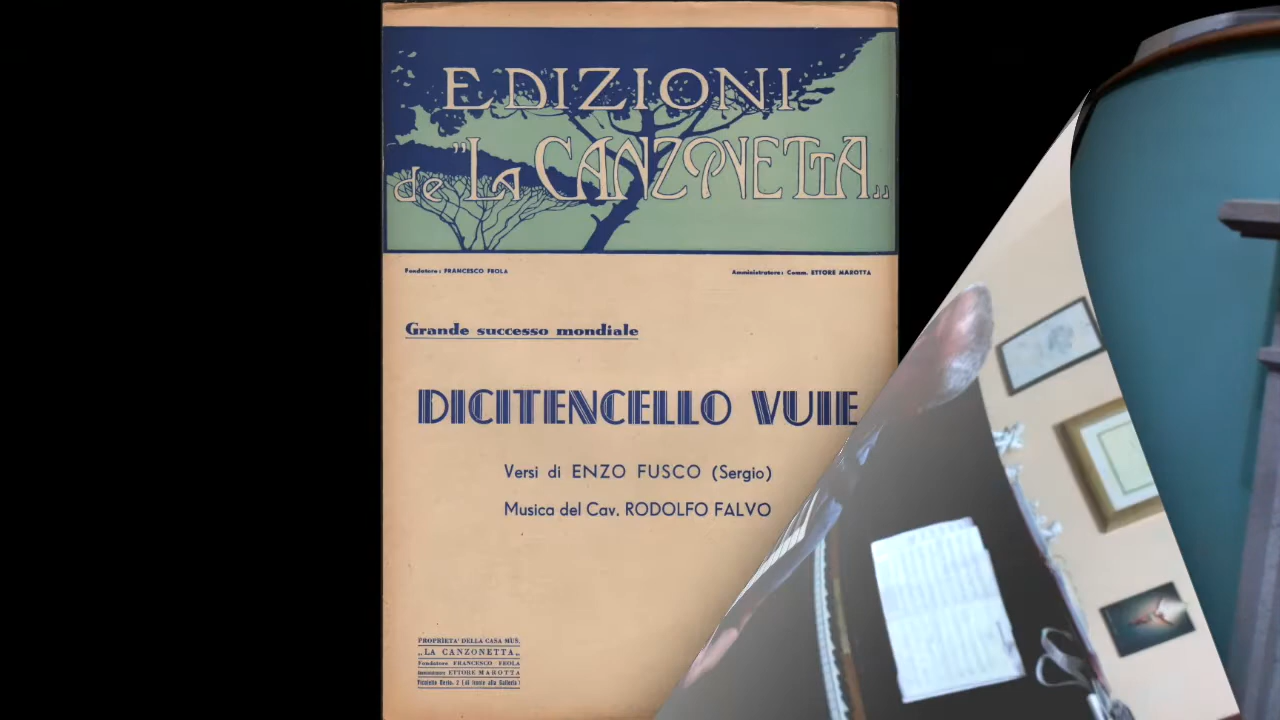 EDIZIONI
de "LA CANZONETTA„
Fondatore: FRANCESCO FEOLA
Amministratore: Comm. ETTORE MAROTTA
Grande successo mondiale
DICITENCELLO VUIE
Versi di ENZO FUSCO (Sergio)
Musica del Cav. RODOLFO FALVO
PROPRIETA' DELLA CASA MUS.
„LA CANZONETTA„
Fondatore FRANCESCO FEOLA
ETTORE MAROTTA